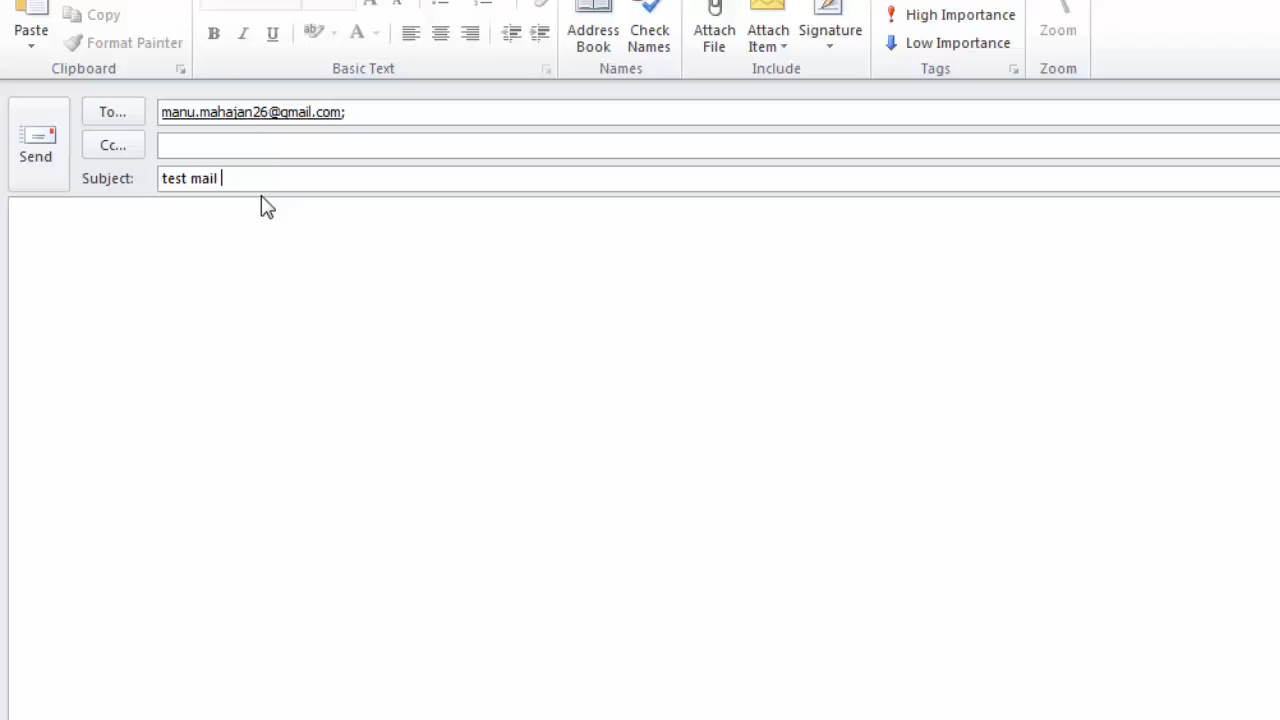 Paste
Copy
Format Painter
Clipboard
B I U
Basic Text
Address Book
Check Names
Names
Attach File
Attach Item
Signature
Include
High Importance
Low Importance
Tags
Zoom
Zoom
Send
To...
manu.mahajan26@gmail.com;
Cc...
Subject:
test mail